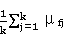 1/k ∑_{j=1}^{k} μ_{fj}